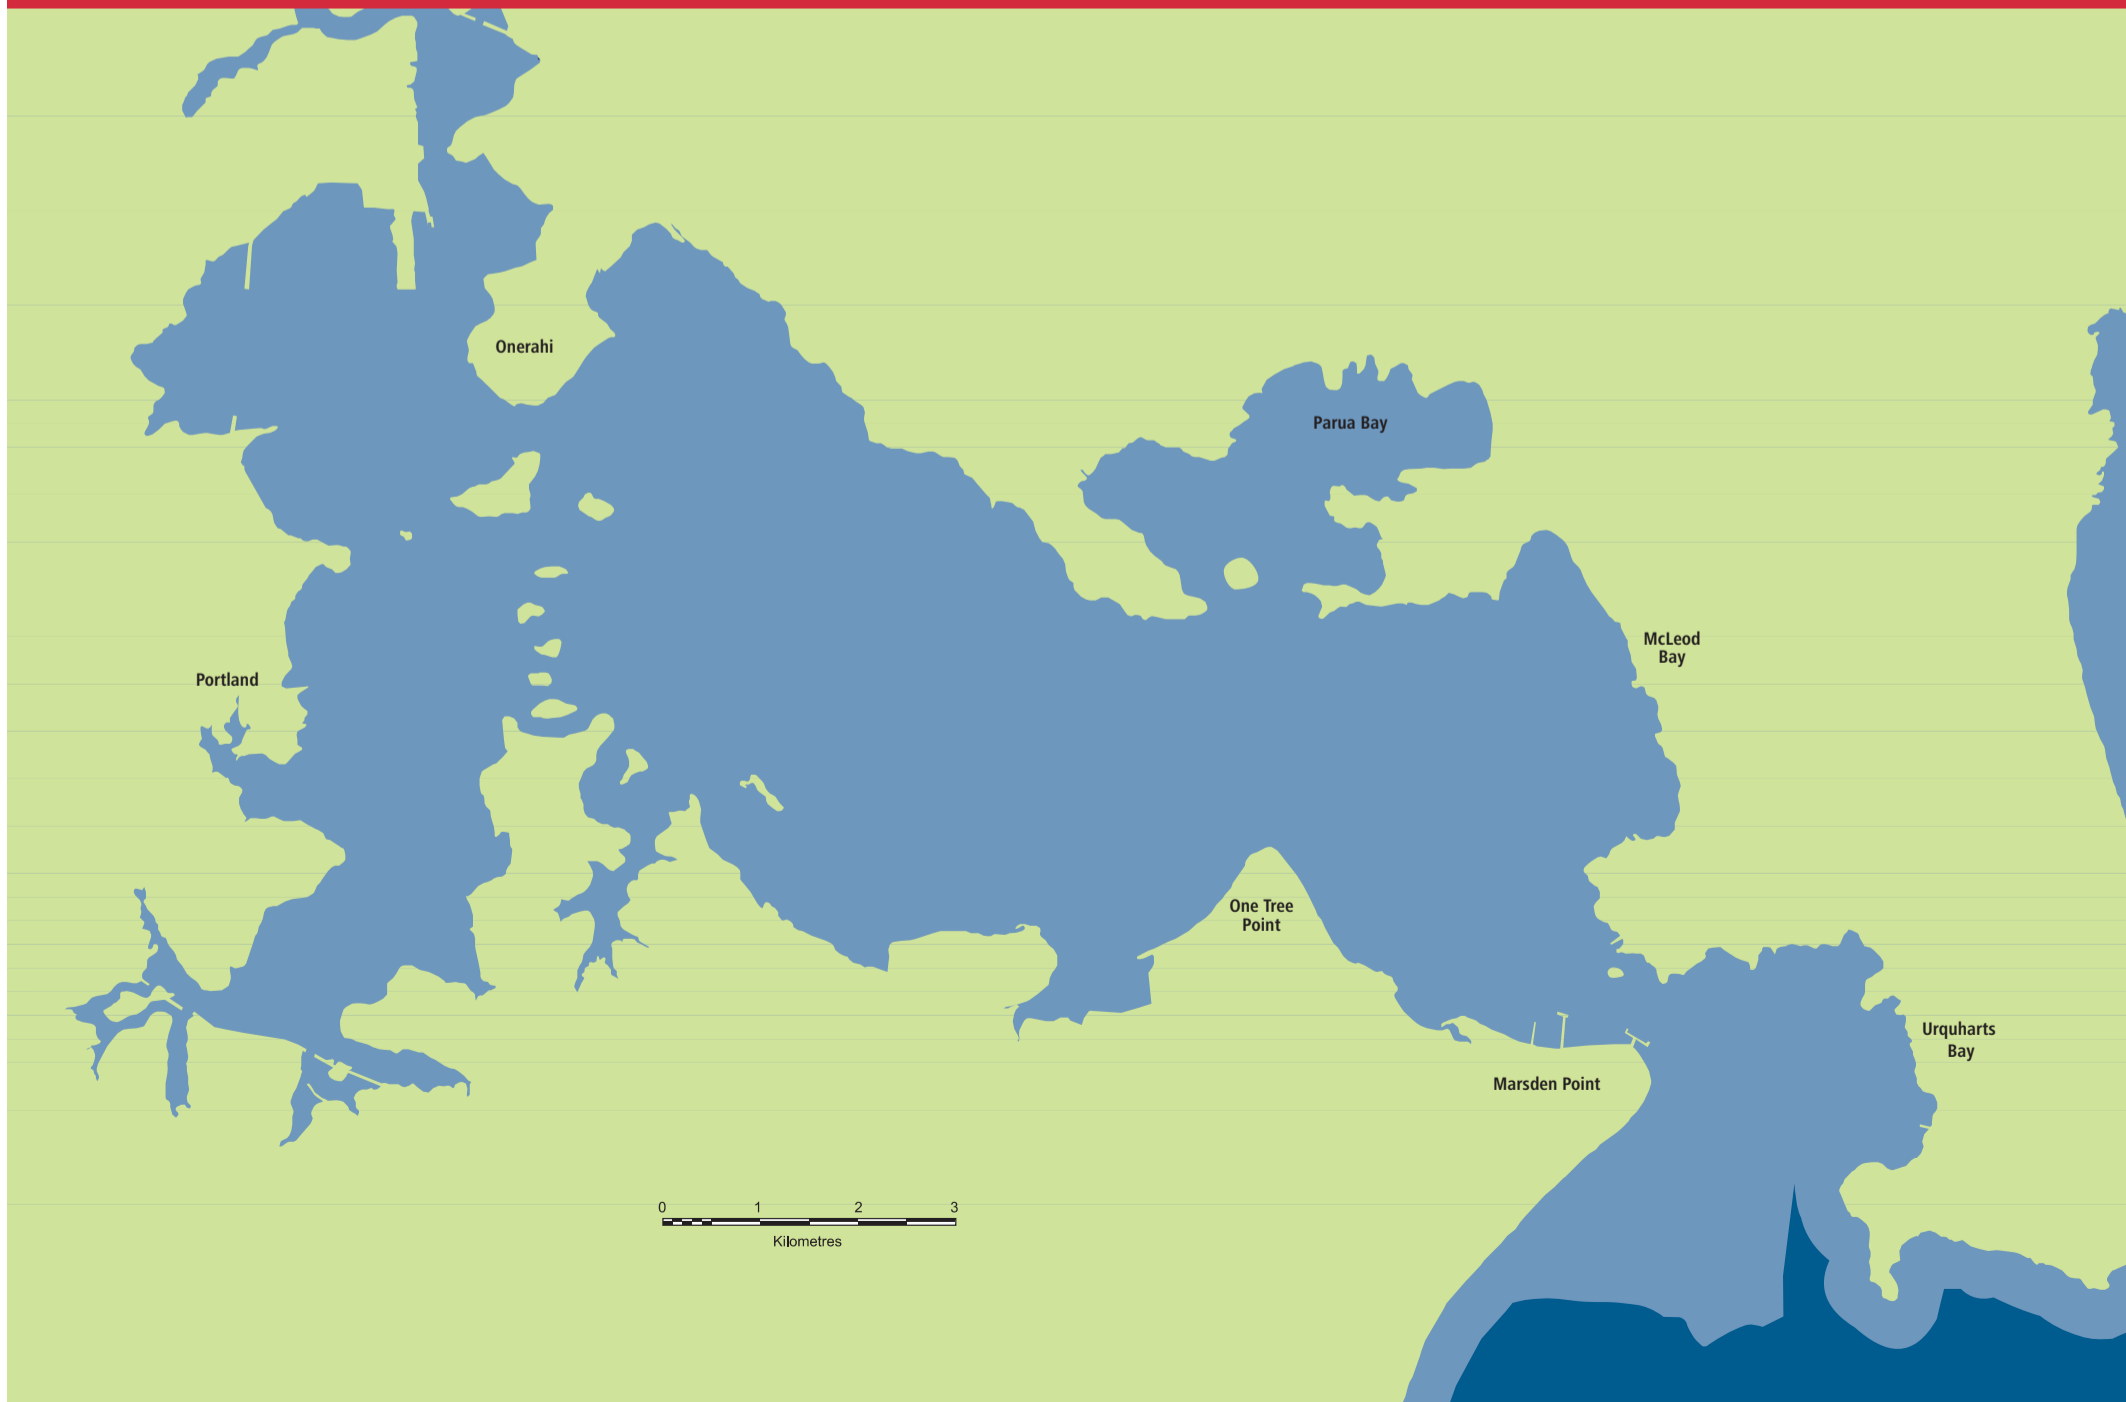 Onerahi
Parua Bay
McLeod
Bay
Portland
One Tree
Point
Urquharts
Bay
Marsden Point
0 1 2 3
Kilometres